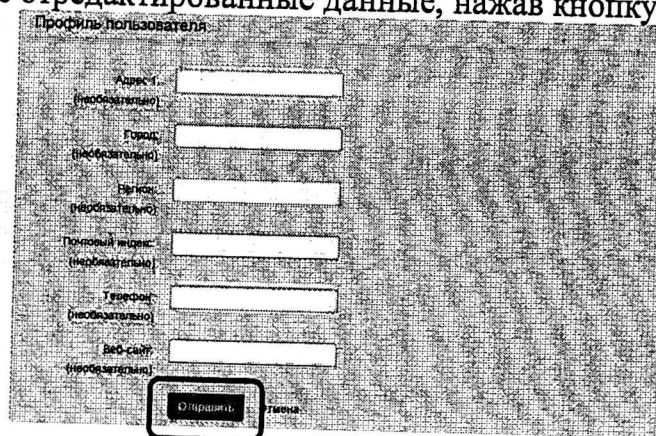 отредактированные данные, нажав кнопку
Профиль пользователя
Адрес 1:
(необязательно)
Город:
(необязательно)
Регион:
(необязательно)
Почтовый индекс:
(необязательно)
Телефон:
(необязательно)
Веб-сайт:
(необязательно)
Отправить Отмена